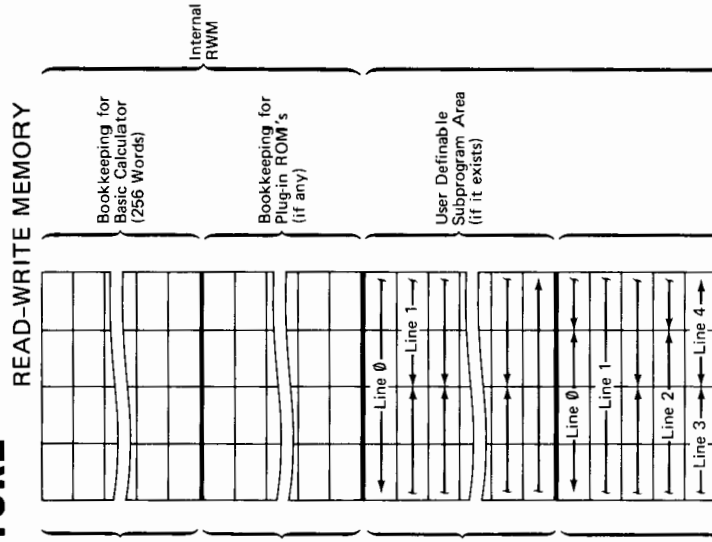 READ-WRITE MEMORY
Bookkeeping for
Basic Calculator
(256 Words)
Internal
RWM
Bookkeeping for
Plug-in ROM's
(if any)
User Definable
Subprogram Area
(if it exists)
Line 0̸
Line 1
Line 0̸
Line 1
Line 2
Line 3
Line 4